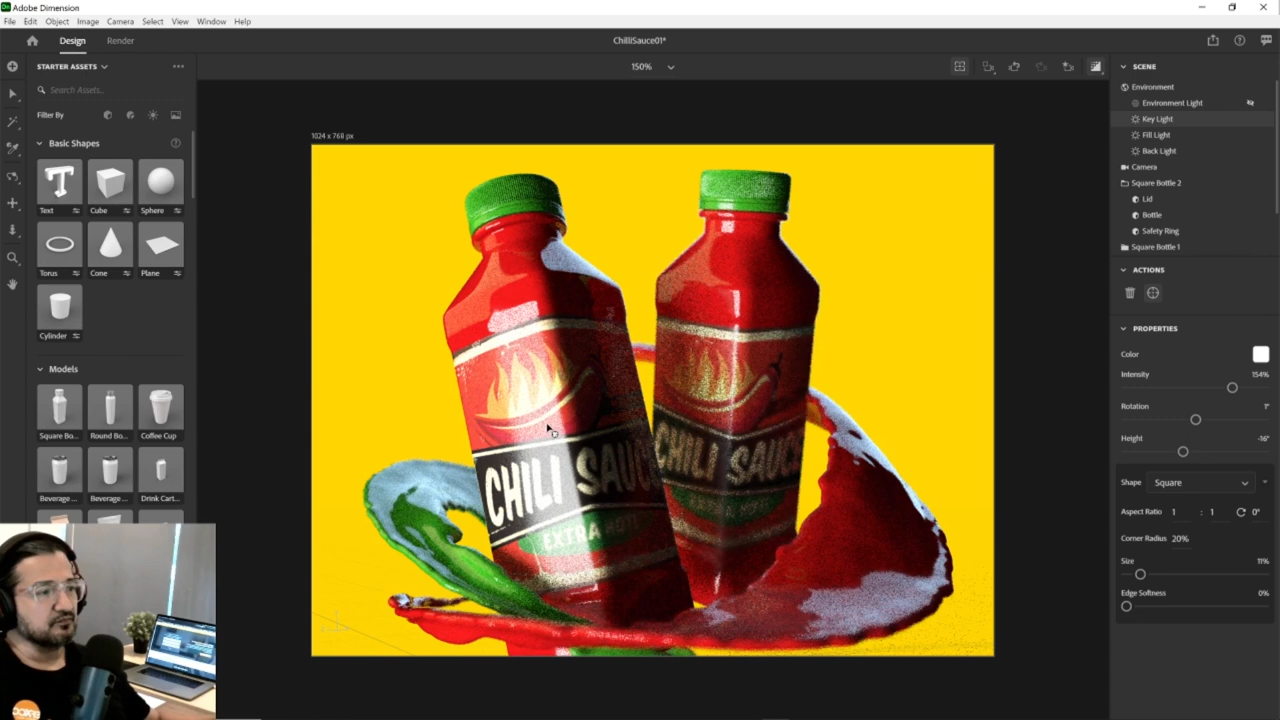 Dn Adobe Dimension
File Edit Object Image Camera Select View Window Help
Design Render
ChilliSauce01*
STARTER ASSETS
150%
Search Assets...
Filter By
Basic Shapes
Text Cube Sphere
Torus Cone Plane
Cylinder
Models
Square Bo... Round Bo... Coffee Cup
Beverage ... Beverage ... Drink Cart...
1024 x 768 px
CHILI SAUC
EXTRA
CHILI SAUCE
SCENE
Environment
Environment Light
Key Light
Fill Light
Back Light
Camera
Square Bottle 2
Lid
Bottle
Safety Ring
Square Bottle 1
ACTIONS
PROPERTIES
Color
Intensity 154%
Rotation 1°
Height -16°
Shape Square
Aspect Ratio 1 : 1 0°
Corner Radius 20%
Size 11%
Edge Softness 0%